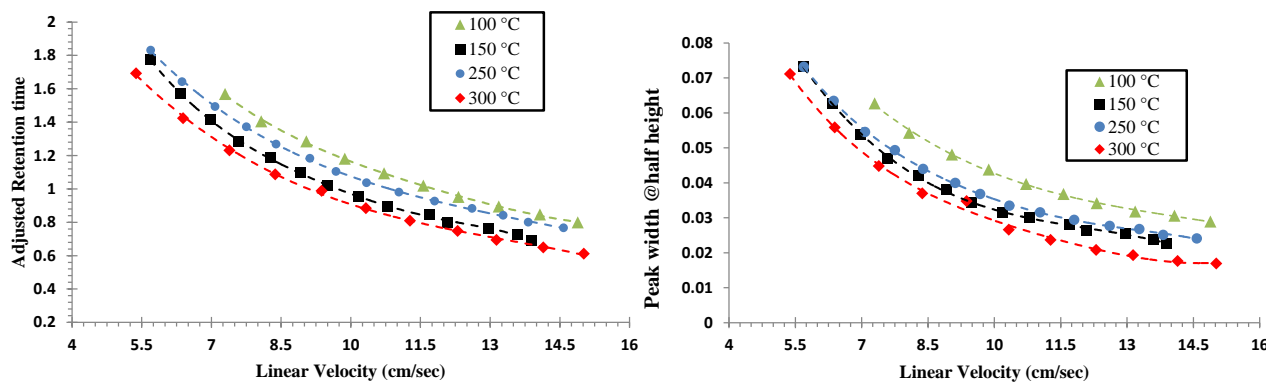 Adjusted Retention time
2
1.8
1.6
1.4
1.2
1
0.8
0.6
0.4
0.2
100 °C
150 °C
250 °C
300 °C
4 5.5 7 8.5 10 11.5 13 14.5 16
Linear Velocity (cm/sec)
Peak width @half height
0.08
0.07
0.06
0.05
0.04
0.03
0.02
0.01
0
100 °C
150 °C
250 °C
300 °C
4 5.5 7 8.5 10 11.5 13 14.5 16
Linear Velocity (cm/sec)